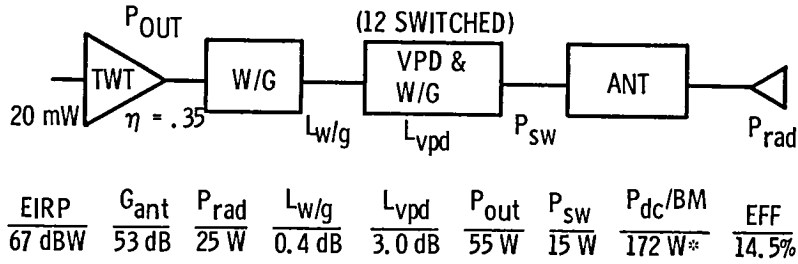 P_OUT
(12 SWITCHED)
TWT
W/G
VPD &
W/G
ANT
20 mW
η = .35
L_w/g
L_vpd
P_sw
P_rad
EIRP G_ant P_rad L_w/g L_vpd P_out P_sw P_dc/BM EFF
67 dBW 53 dB 25 W 0.4 dB 3.0 dB 55 W 15 W 172 W* 14.5%